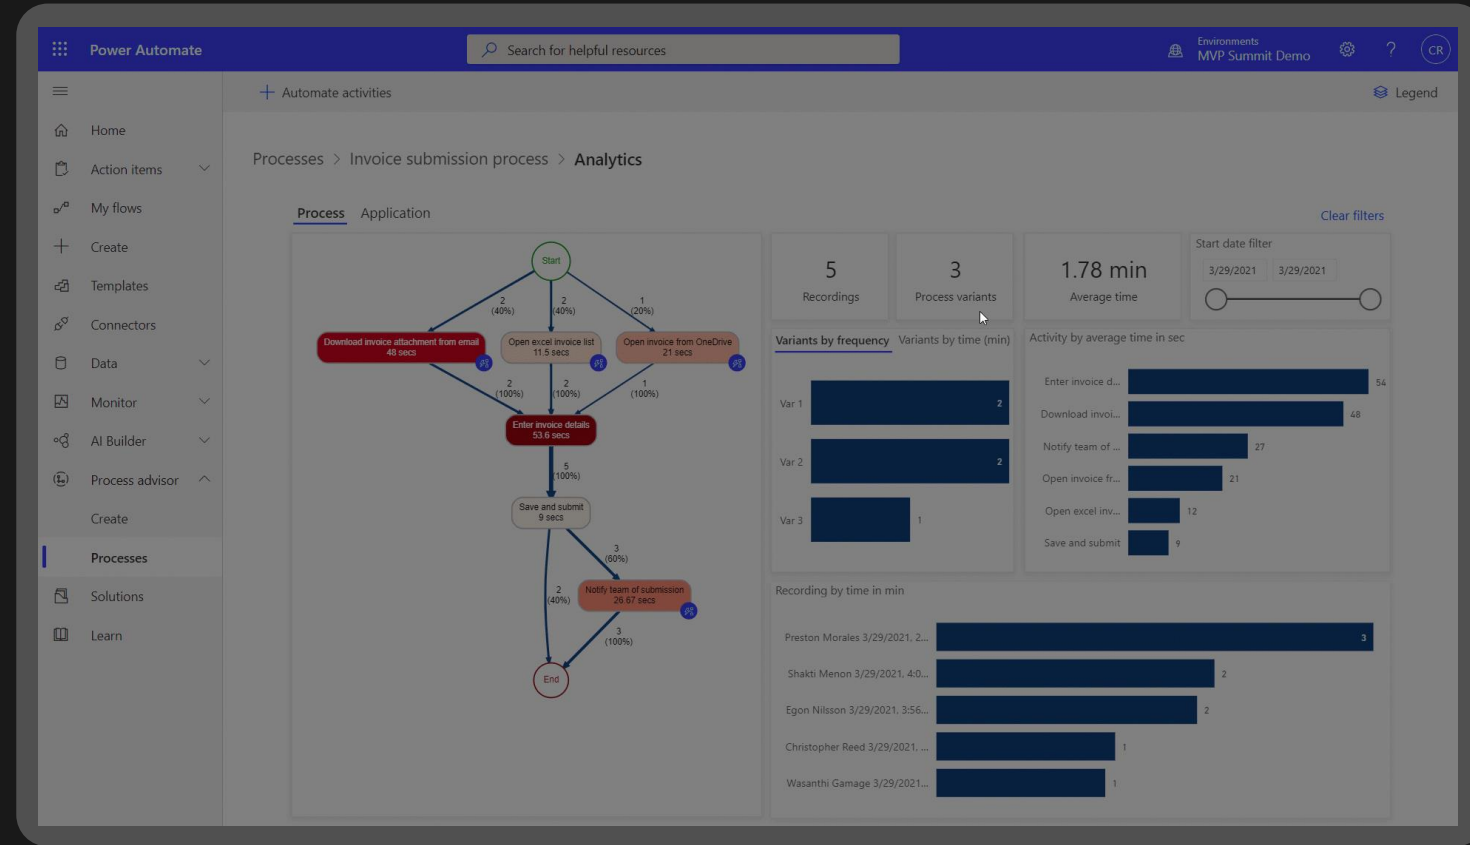 Power Automate
Search for helpful resources
Environments
MVP Summit Demo
?
CR
Automate activities
Legend
Home
Action items
My flows
Create
Templates
Connectors
Data
Monitor
AI Builder
Process advisor
Create
Processes
Solutions
Learn
Processes > Invoice submission process > Analytics
Process Application
Clear filters
Start
2
(40%)
2
(40%)
1
(20%)
Download invoice attachment from email
48 secs
Open excel invoice list
11.5 secs
Open invoice from OneDrive
21 secs
2
(100%)
2
(100%)
1
(100%)
Enter invoice details
53.6 secs
5
(100%)
Save and submit
9 secs
3
(60%)
2
(40%)
Notify team of submission
26.67 secs
3
(100%)
End
5
Recordings
3
Process variants
1.78 min
Average time
Start date filter
3/29/2021 3/29/2021
Variants by frequency Variants by time (min)
Var 1 2
Var 2 2
Var 3 1
Activity by average time in sec
Enter invoice d... 54
Download invoi... 48
Notify team of ... 27
Open invoice fr... 21
Open excel inv... 12
Save and submit 9
Recording by time in min
Preston Morales 3/29/2021, 2... 3
Shakti Menon 3/29/2021, 4:0... 2
Egon Nilsson 3/29/2021, 3:56... 2
Christopher Reed 3/29/2021, ... 1
Wasanthi Gamage 3/29/2021... 1